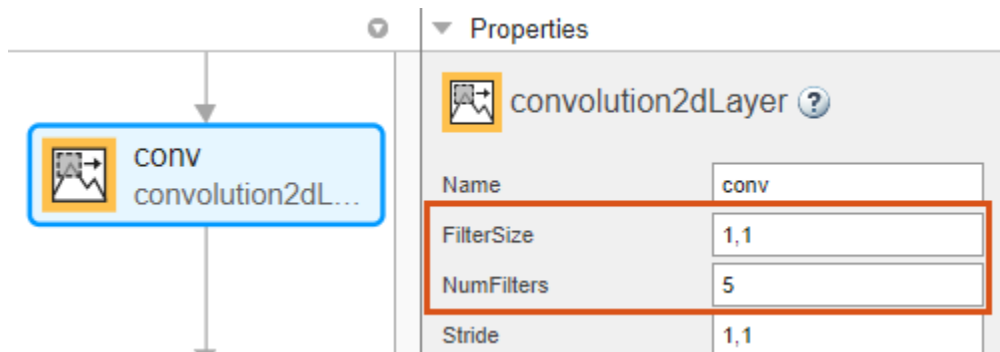 conv
convolution2dL...
Properties
convolution2dLayer ?
Name conv
FilterSize 1,1
NumFilters 5
Stride 1,1